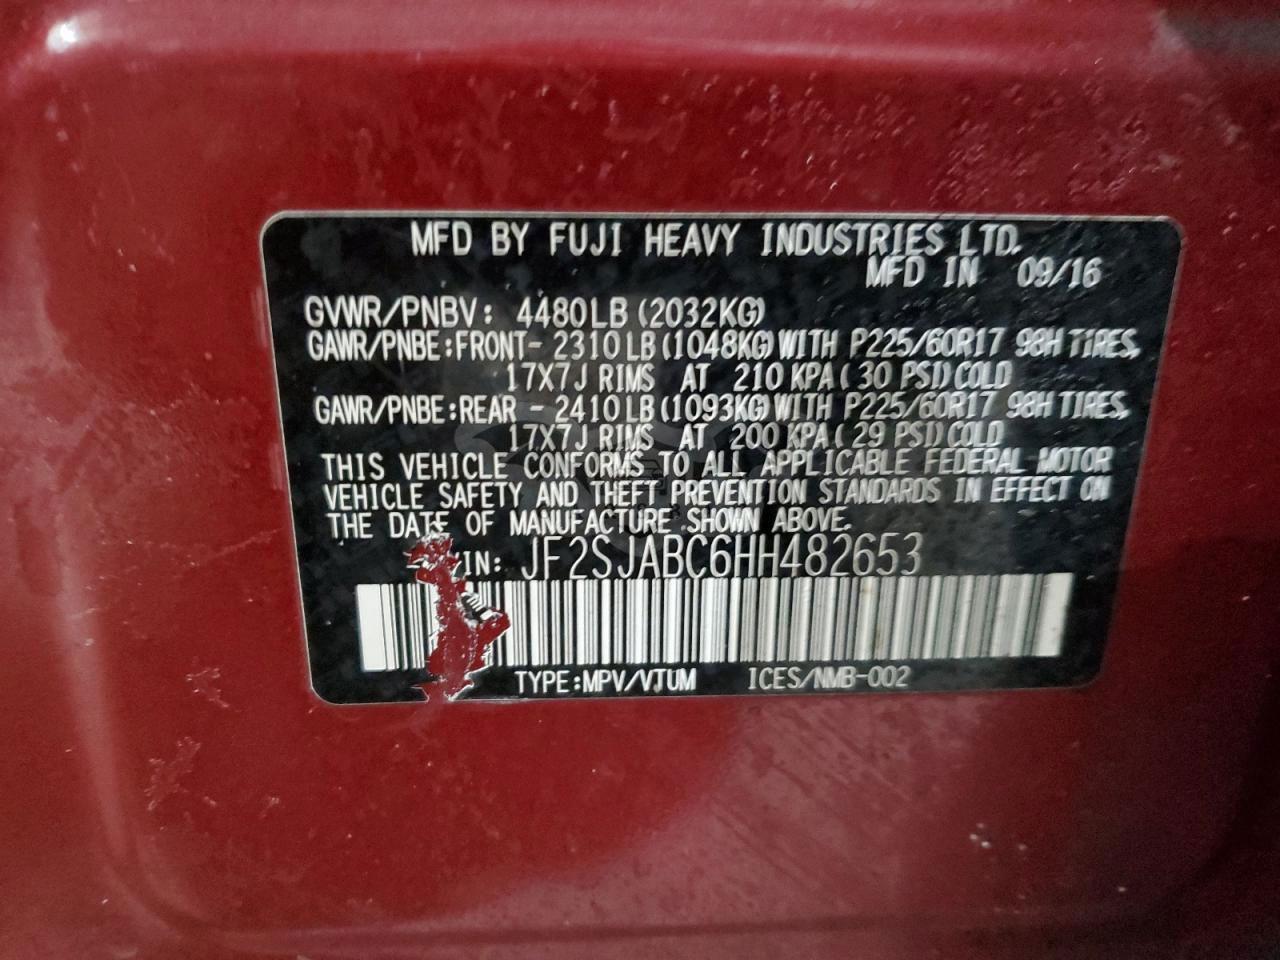 MFD BY FUJI HEAVY INDUSTRIES LTD.
MFD IN 09/16
GVWR/PNBV: 4480LB (2032KG)
GAWR/PNBE:FRONT- 2310 LB (1048KG) WITH P225/60R17 98H TIRES,
17X7J RIMS AT 210 KPA ( 30 PSI) COLD
GAWR/PNBE:REAR - 2410 LB (1093KG) WITH P225/60R17 98H TIRES,
17X7J RIMS AT 200 KPA ( 29 PSI) COLD
THIS VEHICLE CONFORMS TO ALL APPLICABLE FEDERAL MOTOR
VEHICLE SAFETY AND THEFT PREVENTION STANDARDS IN EFFECT ON
THE DATE OF MANUFACTURE SHOWN ABOVE.
IN: JF2SJABC6HH482653
TYPE:MPV/VJUM ICES/NMB-002